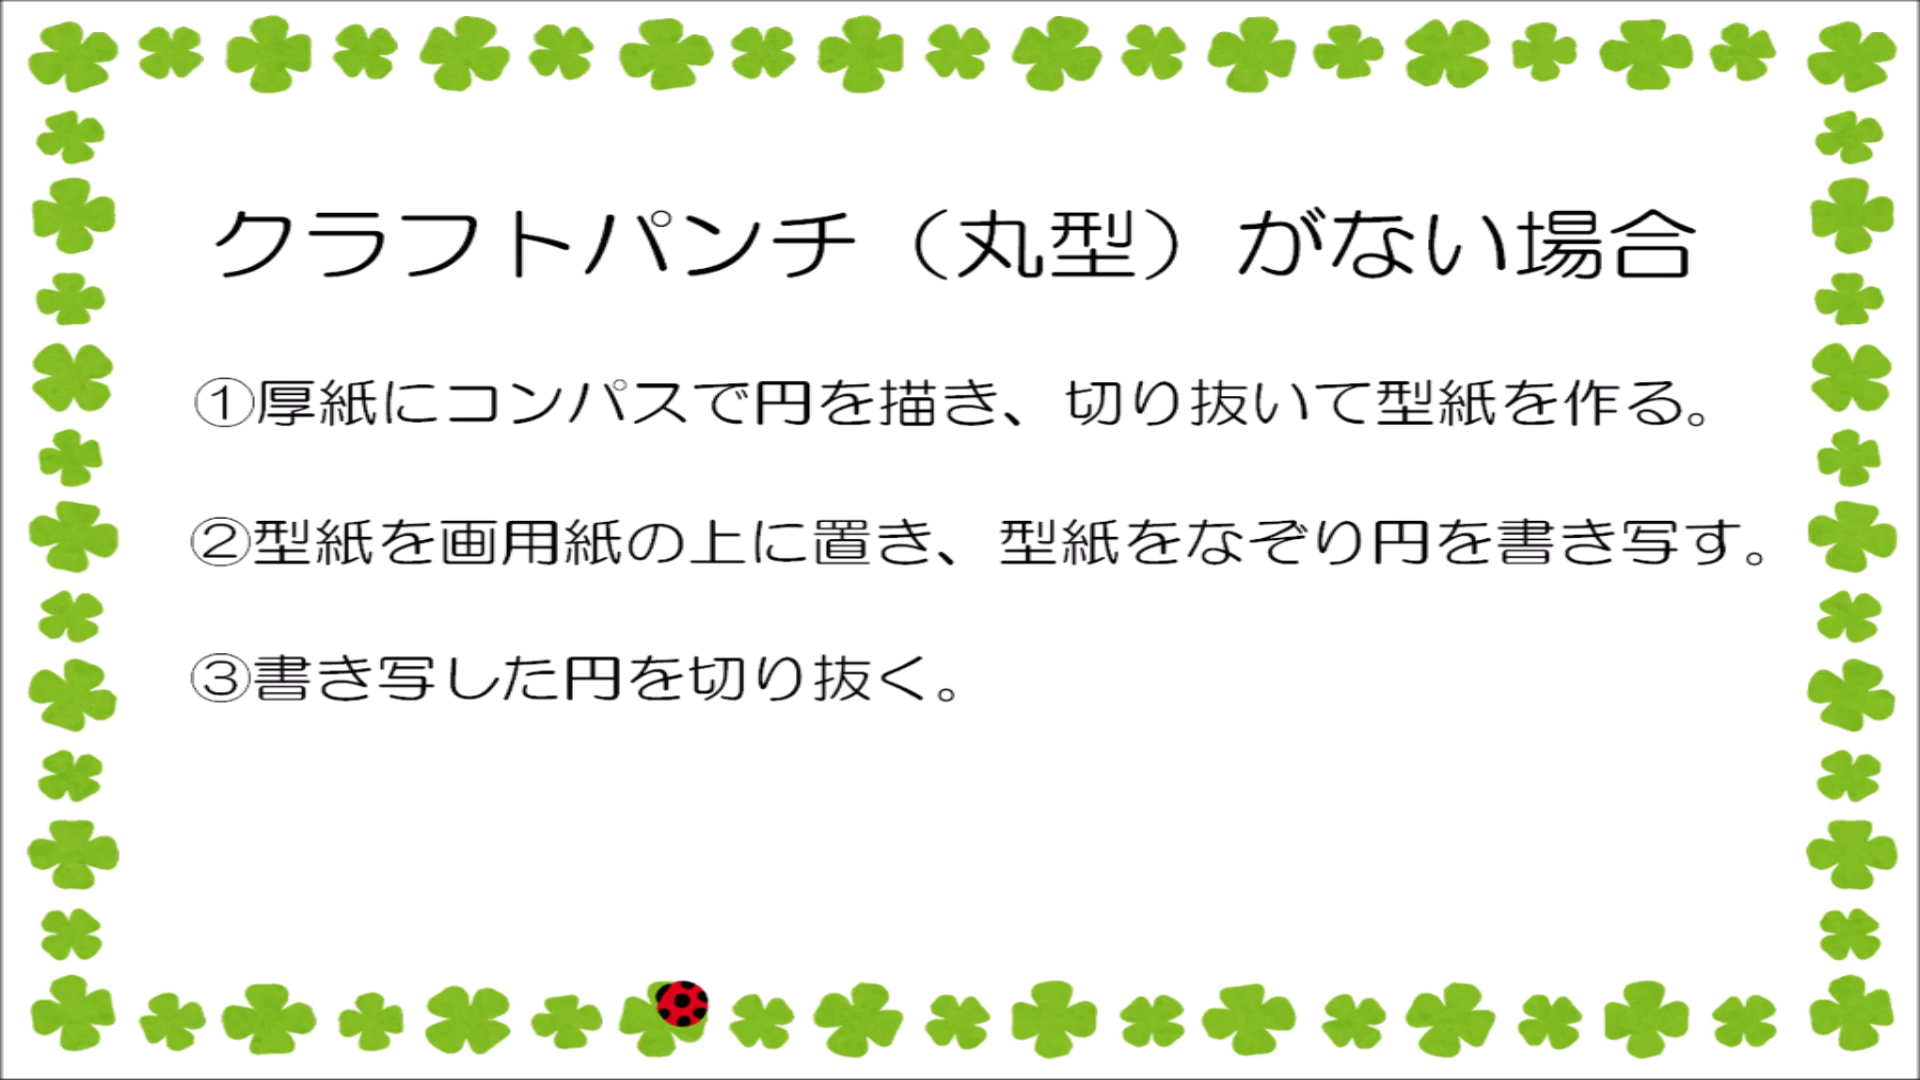 クラフトパンチ（丸型）がない場合
①厚紙にコンパスで円を描き、切り抜いて型紙を作る。
②型紙を画用紙の上に置き、型紙をなぞり円を書き写す。
③書き写した円を切り抜く。